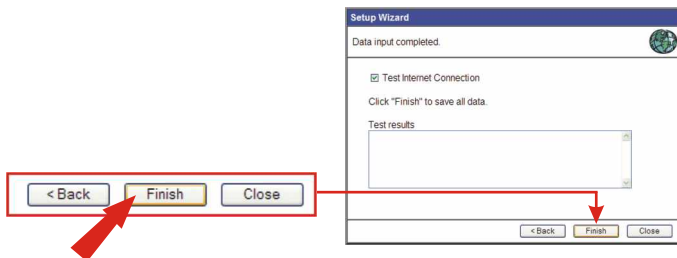 Setup Wizard
Data input completed.
Test Internet Connection
Click "Finish" to save all data.
Test results
< Back Finish Close
< Back Finish Close